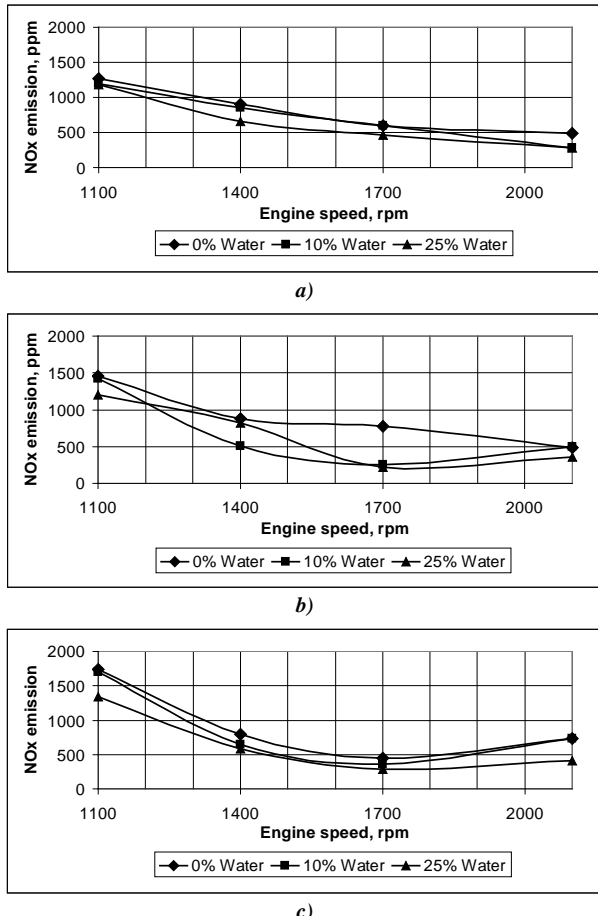 2000
1500
1000
500
0
NOx emission, ppm
1100 1400 1700 2000
Engine speed, rpm
0% Water 10% Water 25% Water
a)
2000
1500
1000
500
0
NOx emission, ppm
1100 1400 1700 2000
Engine speed, rpm
0% Water 10% Water 25% Water
b)
2000
1500
1000
500
0
NOx emission
1100 1400 1700 2000
Engine speed, rpm
0% Water 10% Water 25% Water
c)